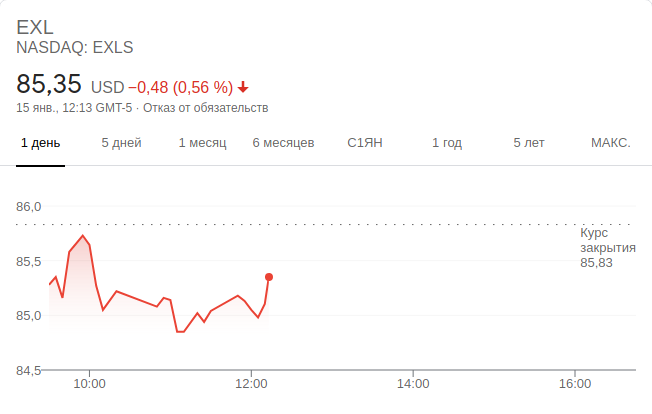 EXL
NASDAQ: EXLS
85,35 USD −0,48 (0,56 %)
15 янв., 12:13 GMT-5 · Отказ от обязательств
1 день 5 дней 1 месяц 6 месяцев С1ЯН 1 год 5 лет МАКС.
86,0
Курс
закрытия
85,5
85,83
85,0
84,5
10:00 12:00 14:00 16:00